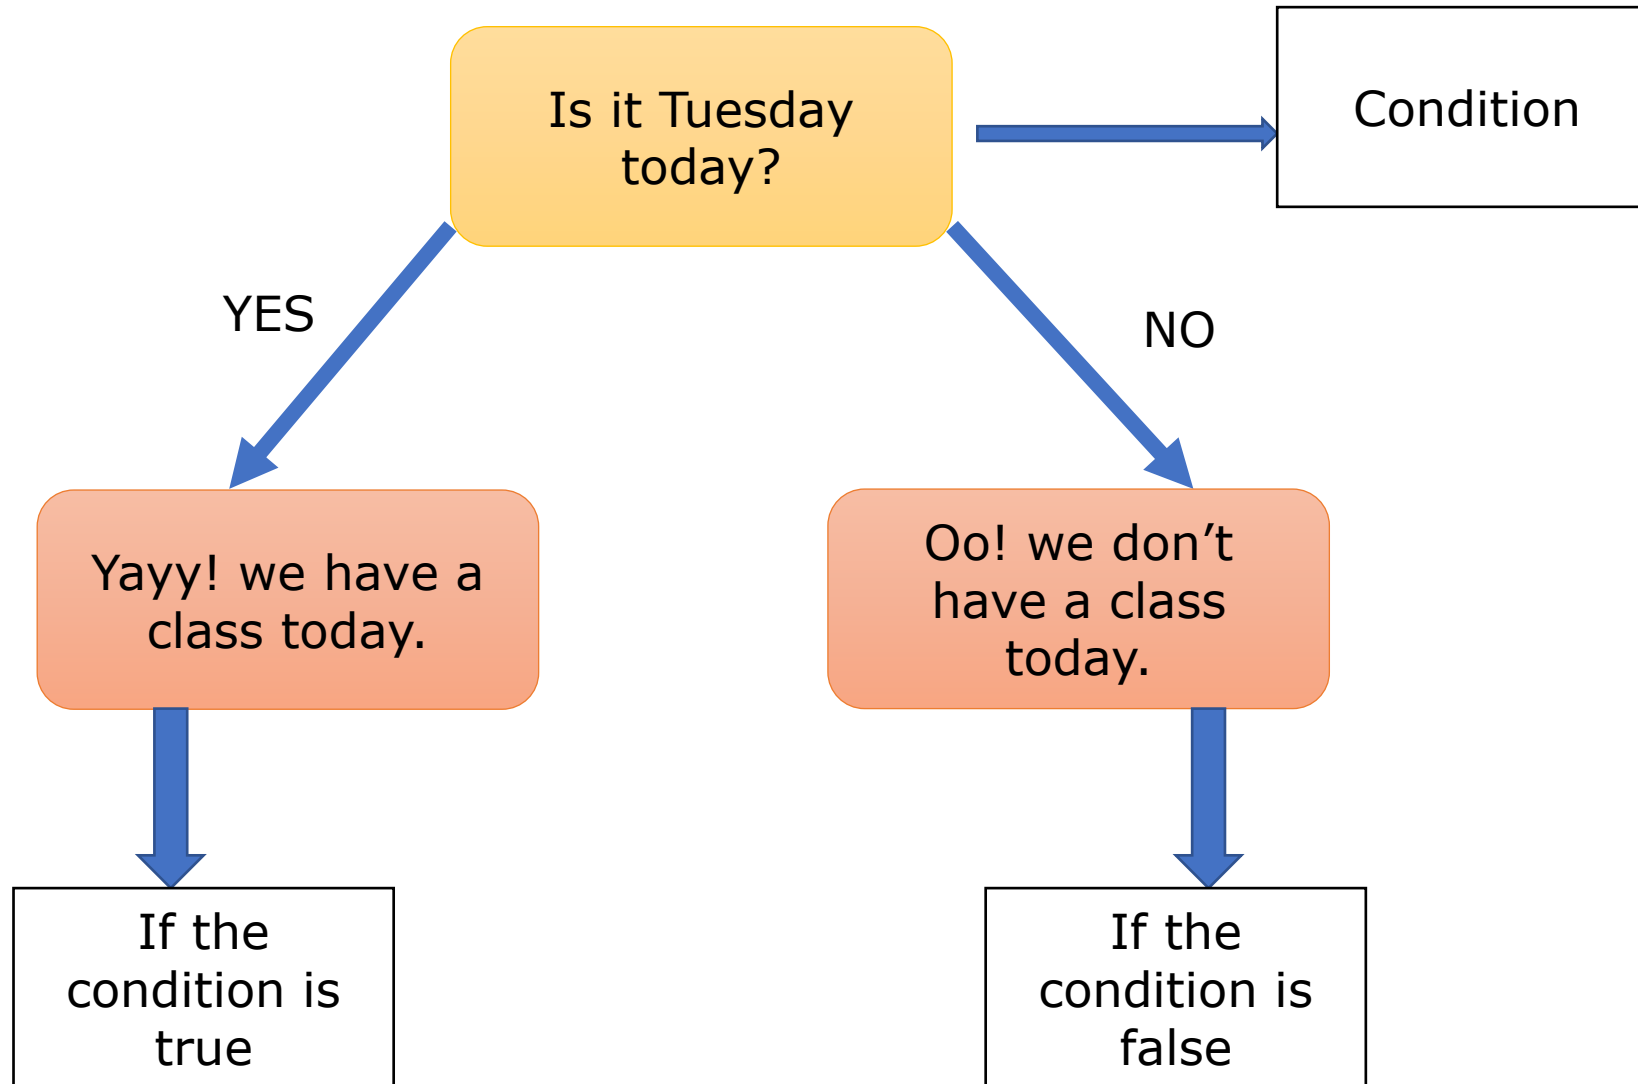 Is it Tuesday
today?
Condition
YES
NO
Yayy! we have a
class today.
Oo! we don’t
have a class
today.
If the
condition is
true
If the
condition is
false